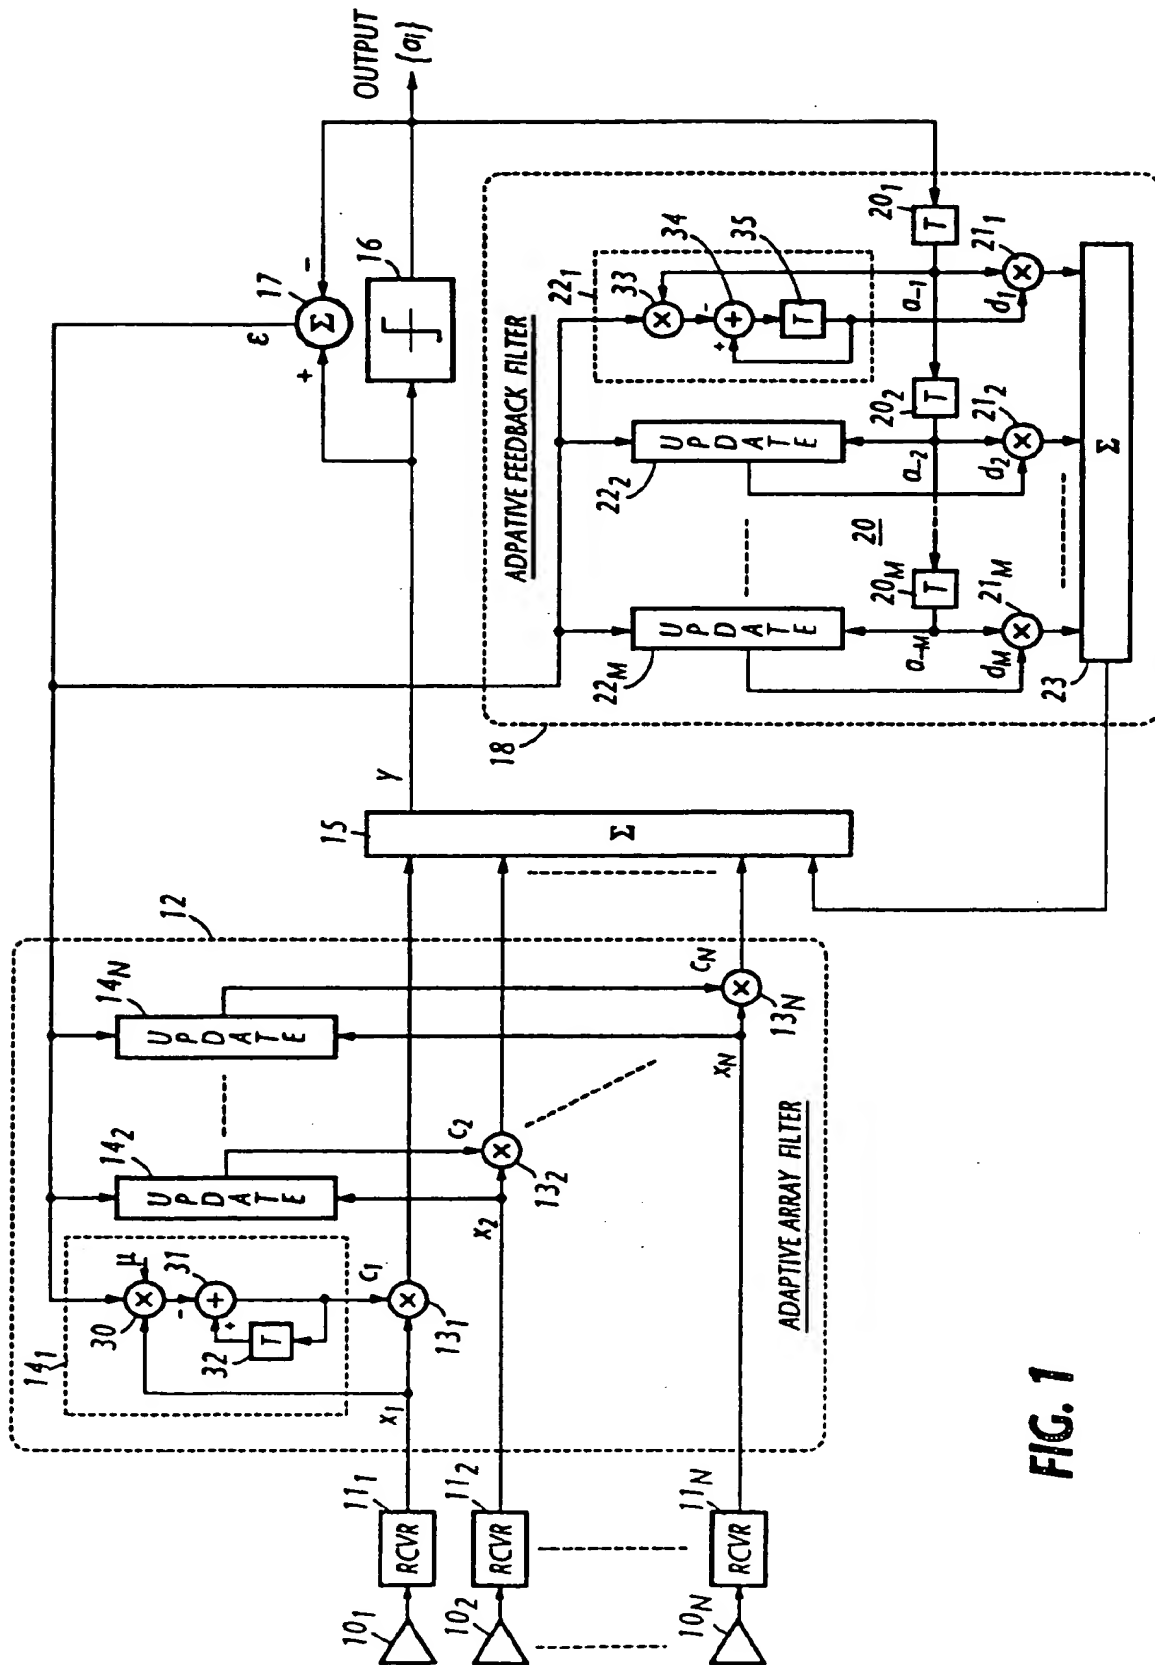 OUTPUT
{ai}
ε
17
Σ
+
-
16
y
15
Σ
12
14N
UPDATE
CN
×
13N
xN
14₂
UPDATE
C₂
×
13₂
x₂
14₁
μ
30
×
-
31
+
+
T
32
C₁
×
13₁
x₁
ADAPTIVE ARRAY FILTER
RCVR
11₁
10₁
RCVR
11₂
10₂
RCVR
11N
10N
ADPATIVE FEEDBACK FILTER
18
22₁
33
×
-
34
+
+
T
35
UPDATE
22₂
UPDATE
22M
T
20₁
a₋₁
T
20₂
a₋₂
20
T
20M
a₋M
d₁
×
21₁
d₂
×
21₂
dM
×
21M
Σ
23
FIG. 1